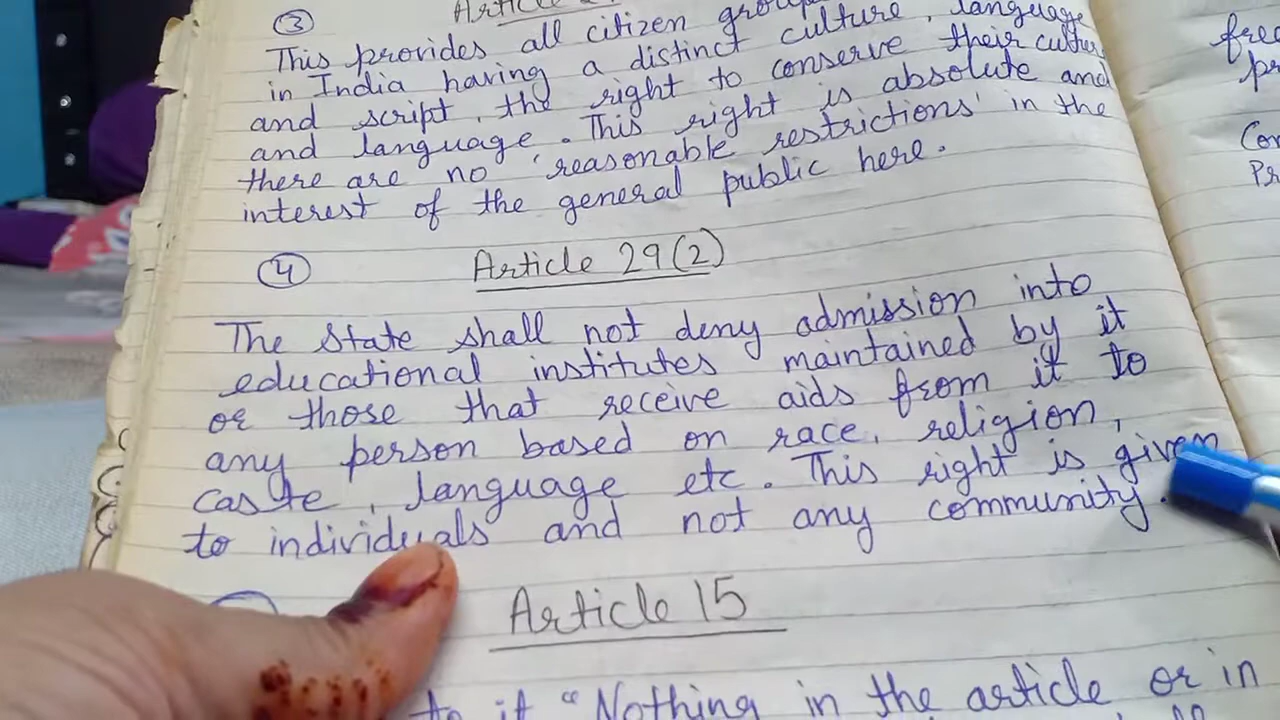 Article
3
This provides all citizen group
in India having a distinct culture, language
and script, the right to conserve their culture
and language. This right is absolute and
there are no 'reasonable restrictions' in the
interest of the general public here.
4 Article 29(2)
The State shall not deny admission into
educational institutes maintained by it
or those that receive aids from it to
any person based on race, religion,
caste, language etc. This right is given
to individuals and not any community.
Article 15
to it "Nothing in the article or in